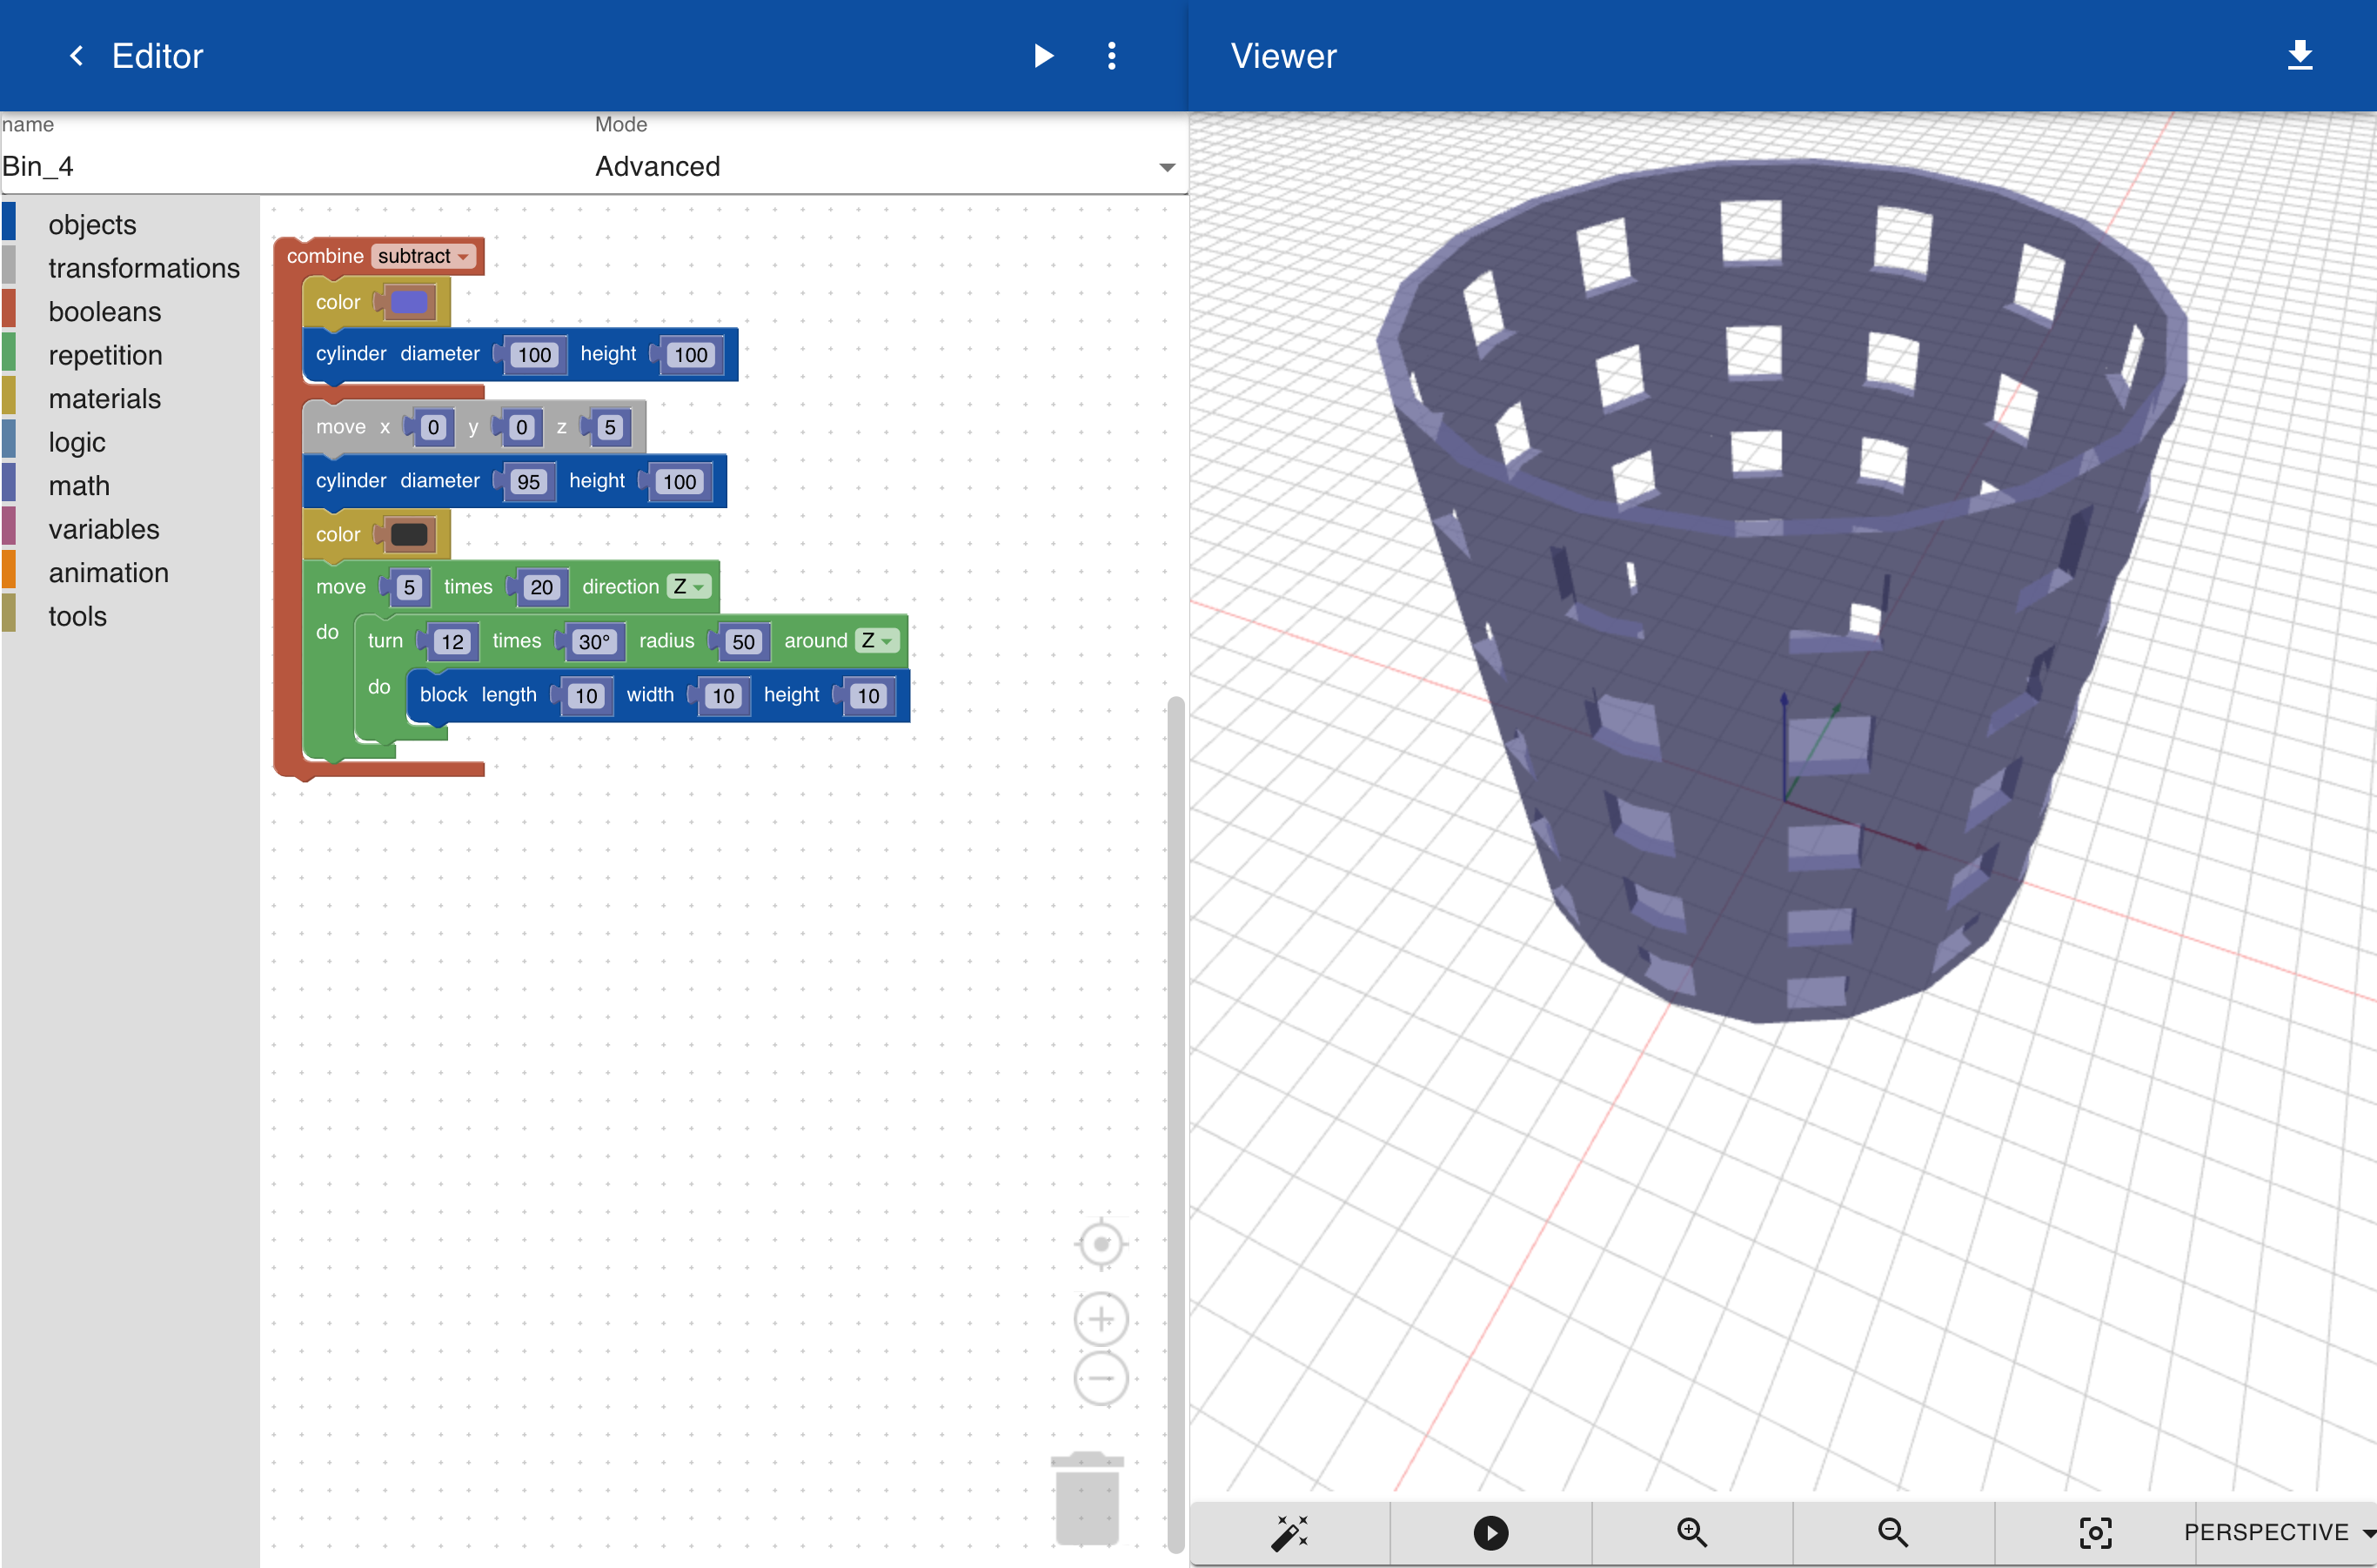 Editor
Viewer
name
Mode
Bin_4
Advanced
objects
transformations
booleans
repetition
materials
logic
math
variables
animation
tools
combine subtract
color
cylinder diameter 100 height 100
move x 0 y 0 z 5
cylinder diameter 95 height 100
color
move 5 times 20 direction Z
do turn 12 times 30° radius 50 around Z
do block length 10 width 10 height 10
PERSPECTIVE